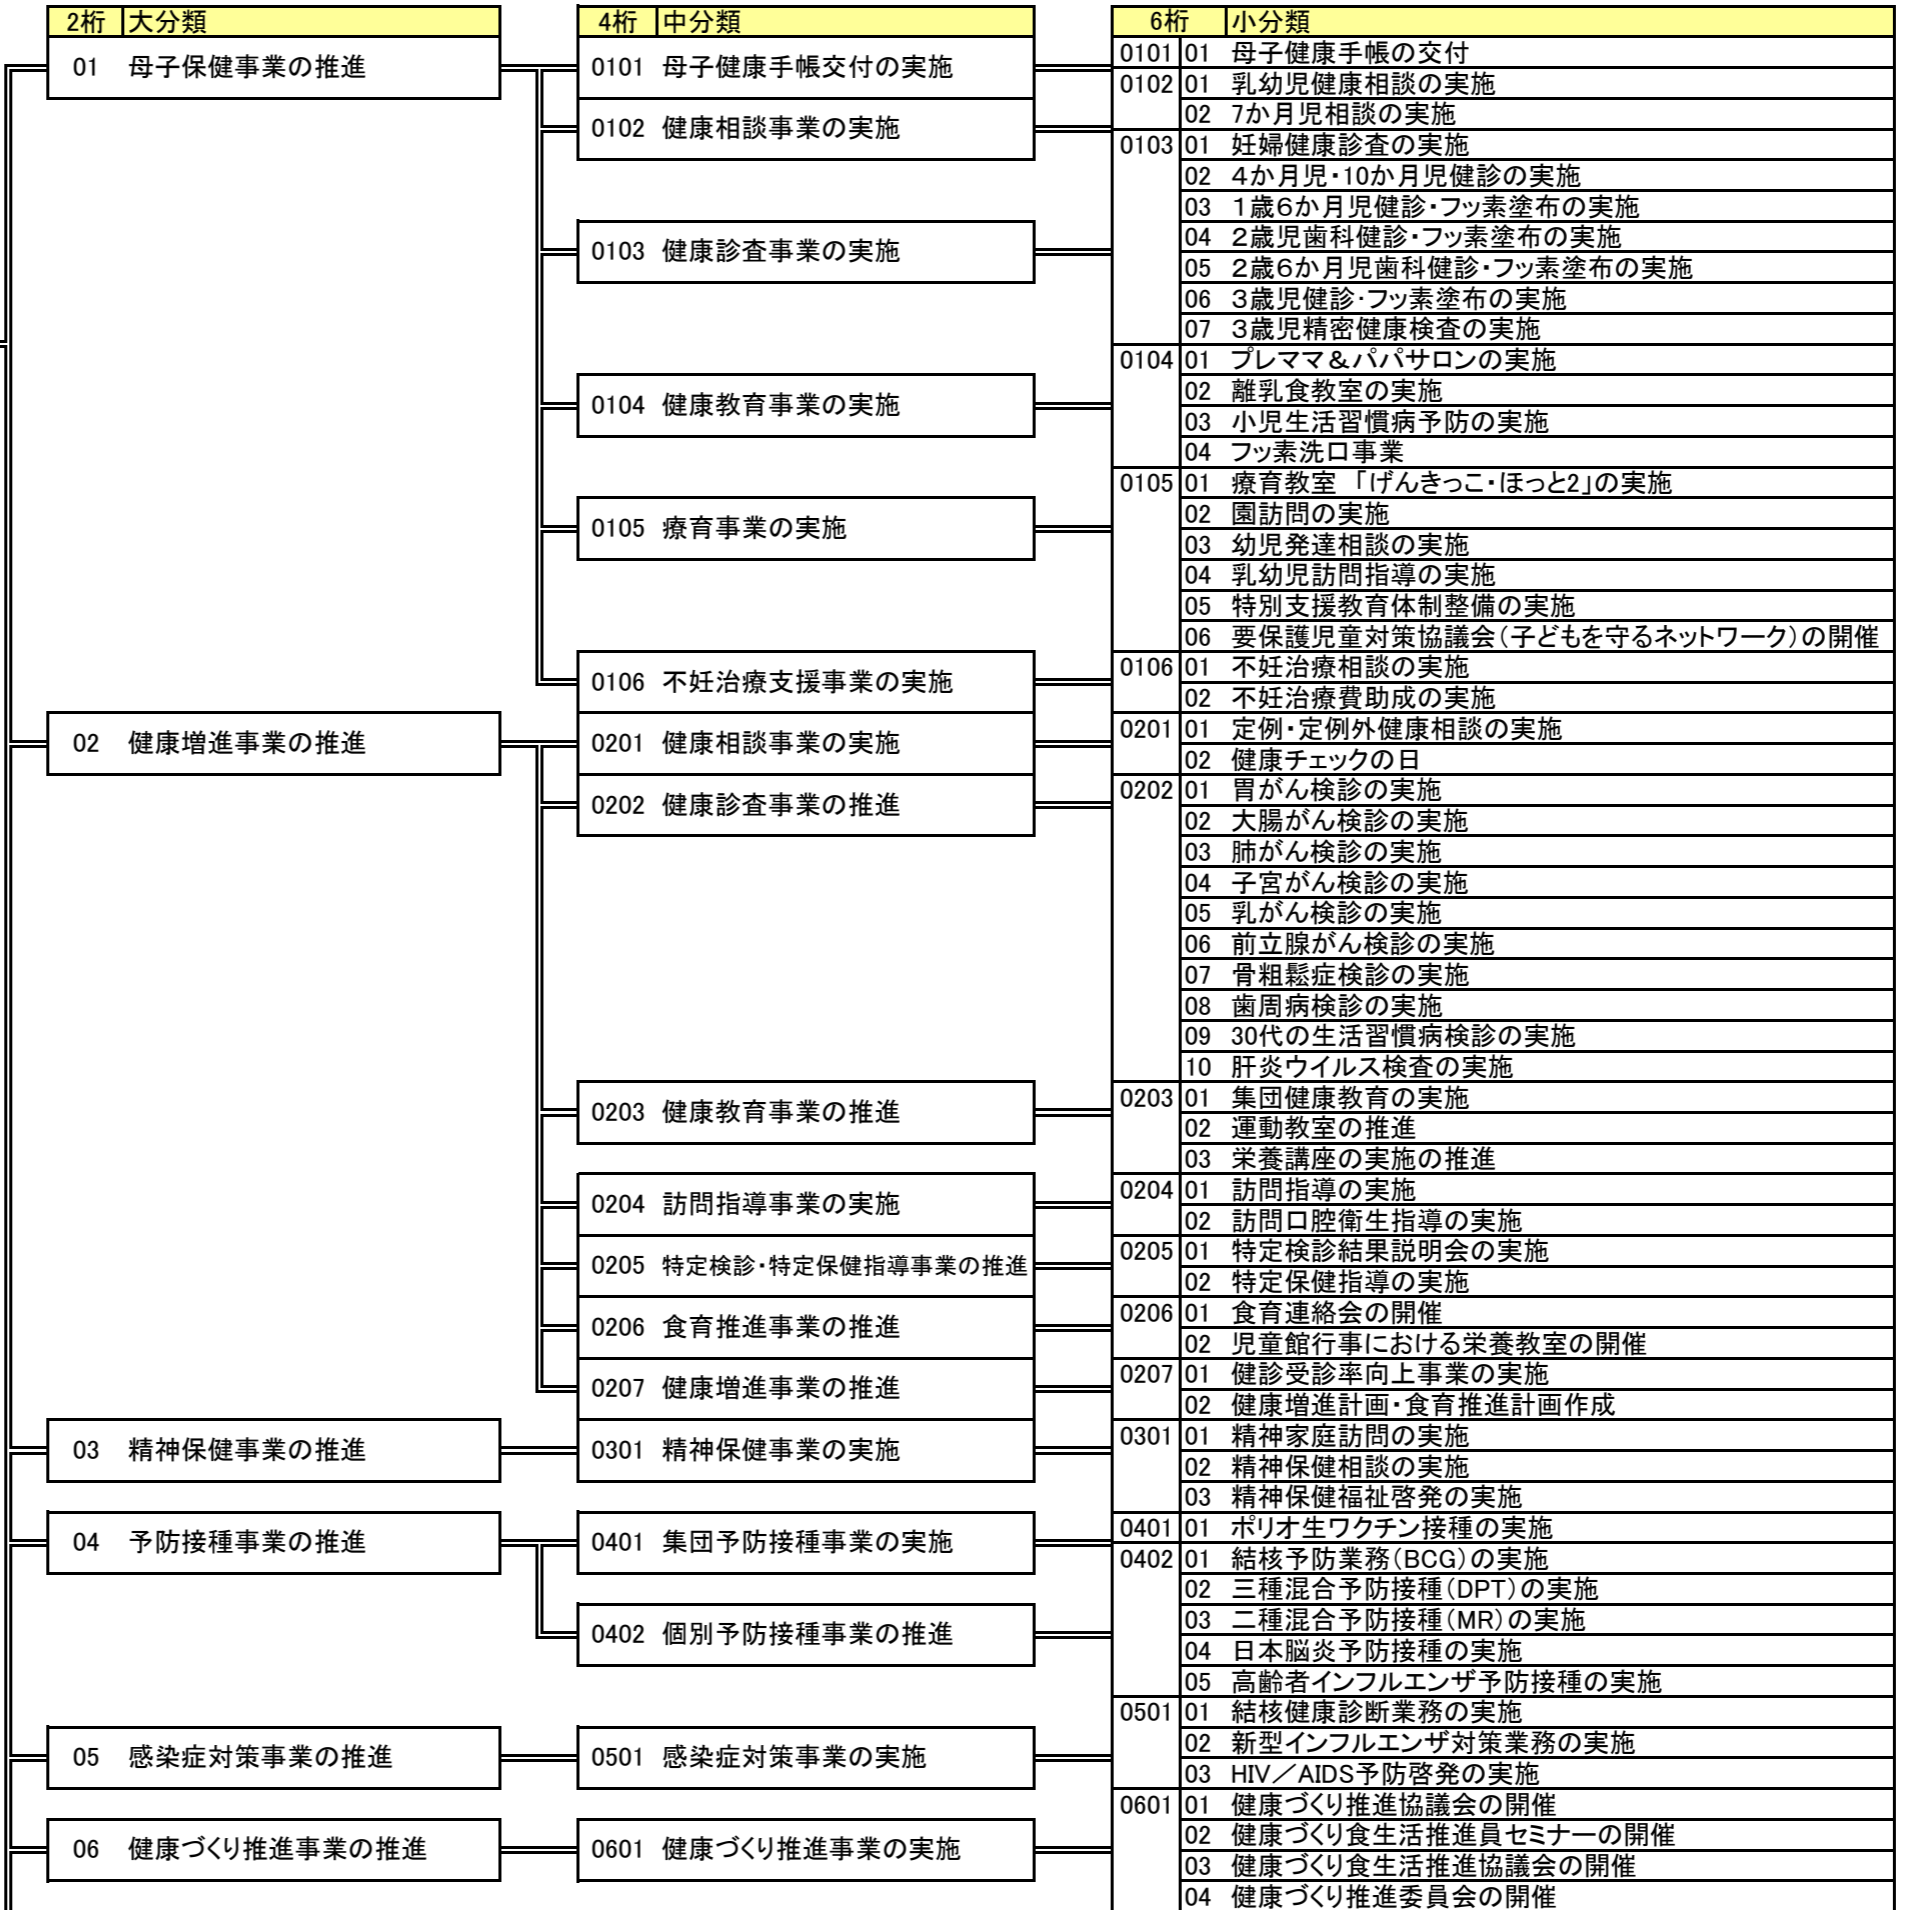 2桁 大分類
01 母子保健事業の推進
02 健康増進事業の推進
03 精神保健事業の推進
04 予防接種事業の推進
05 感染症対策事業の推進
06 健康づくり推進事業の推進
4桁 中分類
0101 母子健康手帳交付の実施
0102 健康相談事業の実施
0103 健康診査事業の実施
0104 健康教育事業の実施
0105 療育事業の実施
0106 不妊治療支援事業の実施
0201 健康相談事業の実施
0202 健康診査事業の推進
0203 健康教育事業の推進
0204 訪問指導事業の実施
0205 特定検診・特定保健指導事業の推進
0206 食育推進事業の推進
0207 健康増進事業の推進
0301 精神保健事業の実施
0401 集団予防接種事業の実施
0402 個別予防接種事業の推進
0501 感染症対策事業の実施
0601 健康づくり推進事業の実施
6桁 小分類
0101 01 母子健康手帳の交付
0102 01 乳幼児健康相談の実施
02 7か月児相談の実施
0103 01 妊婦健康診査の実施
02 4か月児・10か月児健診の実施
03 1歳6か月児健診・フッ素塗布の実施
04 2歳児歯科健診・フッ素塗布の実施
05 2歳6か月児歯科健診・フッ素塗布の実施
06 3歳児健診・フッ素塗布の実施
07 3歳児精密健康検査の実施
0104 01 プレママ&パパサロンの実施
02 離乳食教室の実施
03 小児生活習慣病予防の実施
04 フッ素洗口事業
0105 01 療育教室 「げんきっこ・ほっと2」の実施
02 園訪問の実施
03 幼児発達相談の実施
04 乳幼児訪問指導の実施
05 特別支援教育体制整備の実施
06 要保護児童対策協議会(子どもを守るネットワーク)の開催
0106 01 不妊治療相談の実施
02 不妊治療費助成の実施
0201 01 定例・定例外健康相談の実施
02 健康チェックの日
0202 01 胃がん検診の実施
02 大腸がん検診の実施
03 肺がん検診の実施
04 子宮がん検診の実施
05 乳がん検診の実施
06 前立腺がん検診の実施
07 骨粗鬆症検診の実施
08 歯周病検診の実施
09 30代の生活習慣病検診の実施
10 肝炎ウイルス検査の実施
0203 01 集団健康教育の実施
02 運動教室の推進
03 栄養講座の実施の推進
0204 01 訪問指導の実施
02 訪問口腔衛生指導の実施
0205 01 特定検診結果説明会の実施
02 特定保健指導の実施
0206 01 食育連絡会の開催
02 児童館行事における栄養教室の開催
0207 01 健診受診率向上事業の実施
02 健康増進計画・食育推進計画作成
0301 01 精神家庭訪問の実施
02 精神保健相談の実施
03 精神保健福祉啓発の実施
0401 01 ポリオ生ワクチン接種の実施
0402 01 結核予防業務(BCG)の実施
02 三種混合予防接種(DPT)の実施
03 二種混合予防接種(MR)の実施
04 日本脳炎予防接種の実施
05 高齢者インフルエンザ予防接種の実施
0501 01 結核健康診断業務の実施
02 新型インフルエンザ対策業務の実施
03 HIV/AIDS予防啓発の実施
0601 01 健康づくり推進協議会の開催
02 健康づくり食生活推進員セミナーの開催
03 健康づくり食生活推進協議会の開催
04 健康づくり推進委員会の開催